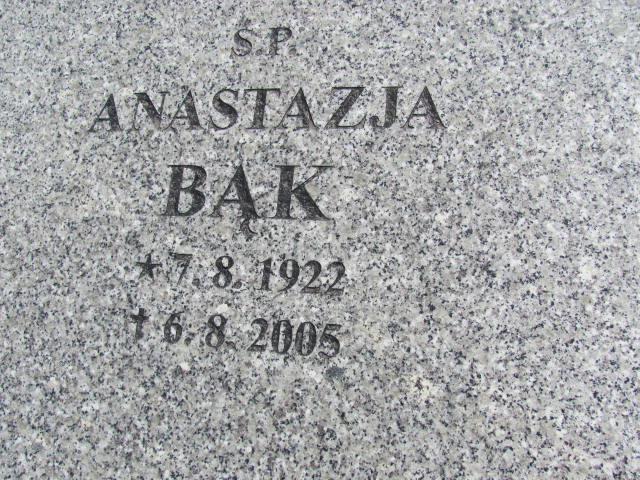 Ś.P.
ANASTAZJA
BĄK
★ 7. 8. 1922
✝ 6. 8. 2005